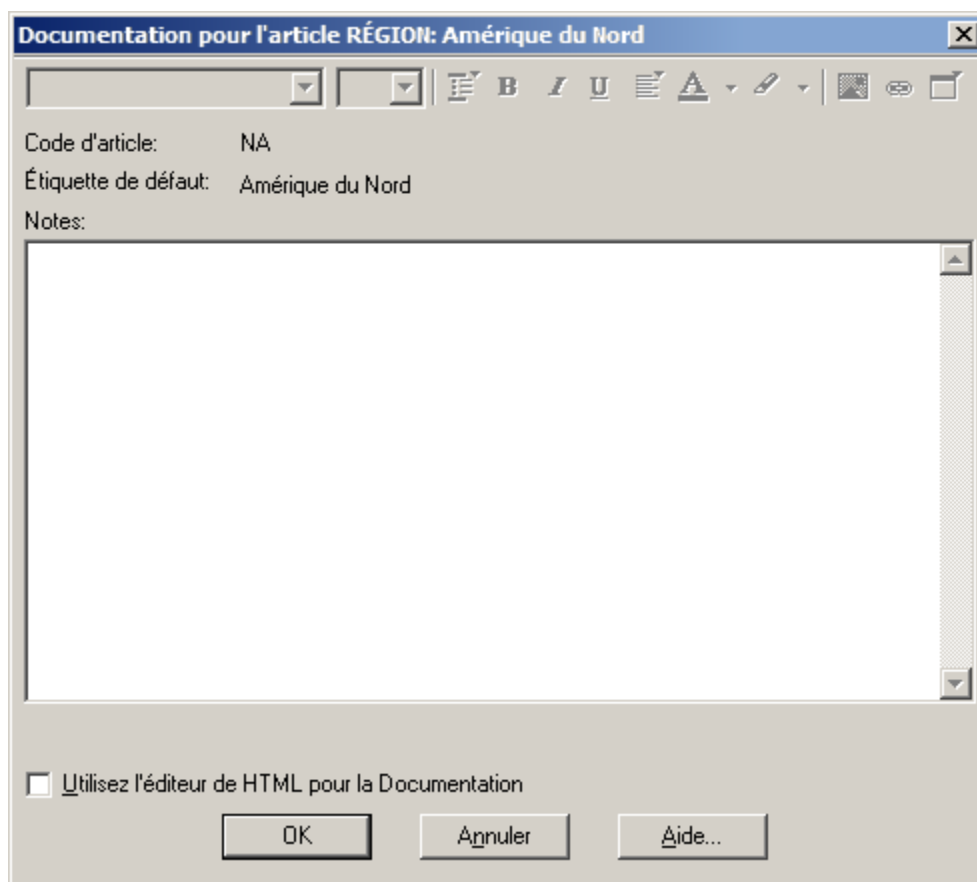 Documentation pour l'article RÉGION: Amérique du Nord
B I U A
Code d'article: NA
Étiquette de défaut: Amérique du Nord
Notes:
Utilisez l'éditeur de HTML pour la Documentation
OK Annuler Aide...